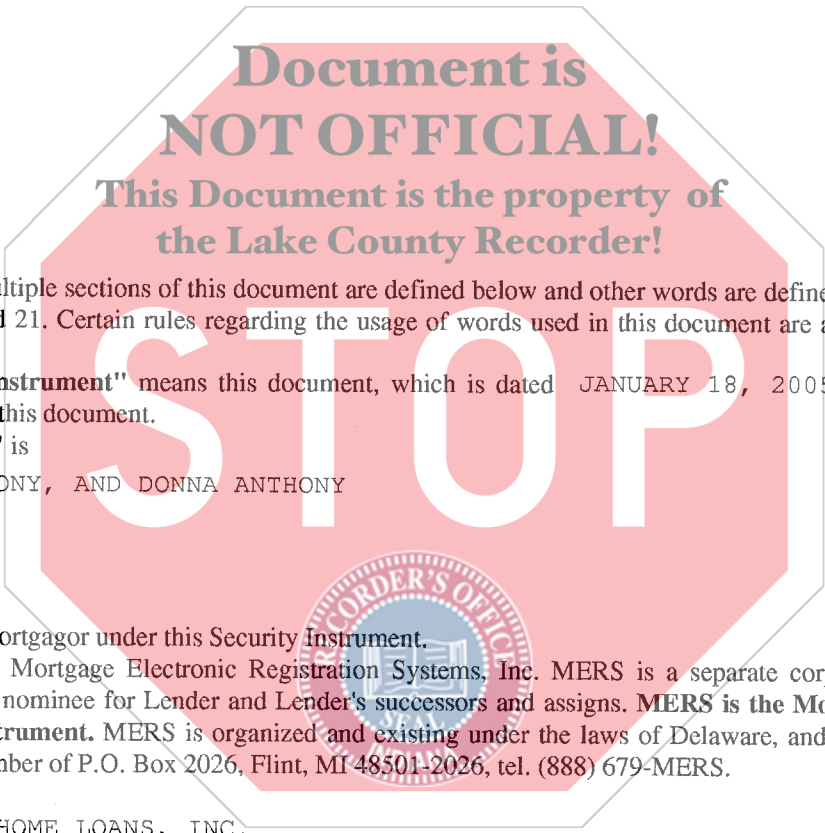 Document is
NOT OFFICIAL!
This Document is the property of
the Lake County Recorder!
ltiple sections of this document are defined below and other words are define
d 21. Certain rules regarding the usage of words used in this document are a
nstrument" means this document, which is dated JANUARY 18, 2005
this document.
" is
ONY, AND DONNA ANTHONY
STOP
RECORDER'S OFFICE
ortgagor under this Security Instrument.
Mortgage Electronic Registration Systems, Inc. MERS is a separate cor
nominee for Lender and Lender's successors and assigns. MERS is the Mo
SEAL
trument. MERS is organized and existing under the laws of Delaware, and
INDIANA
ber of P.O. Box 2026, Flint, MI 48501-2026, tel. (888) 679-MERS.
HOME LOANS, INC.